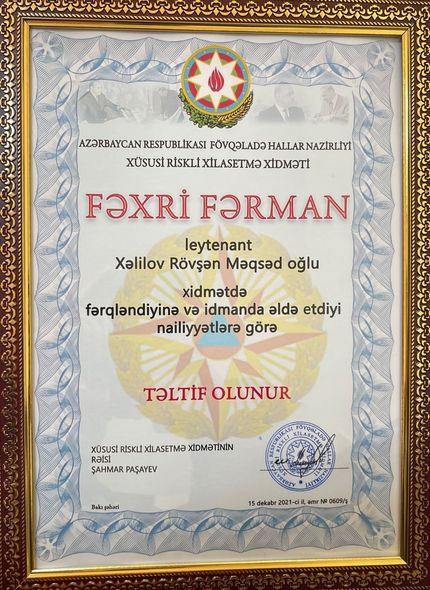 AZƏRBAYCAN RESPUBLIKASI FÖVQƏLADƏ HALLAR NAZİRLİYİ
XÜSUSİ RİSKLİ XİLASETMƏ XİDMƏTİ
FƏXRİ FƏRMAN
leytenant
Xəlilov Rövşən Məqsəd oğlu
xidmətdə
fərqləndiyinə və idmanda əldə etdiyi
nailiyyətlərə görə
TƏLTİF OLUNUR
XÜSUSİ RİSKLİ XİLASETMƏ XİDMƏTİNİN
RƏİSİ
ŞAHMAR PAŞAYEV
Bakı şəhəri
15 dekabr 2021-ci il, əmr № 0609/ş